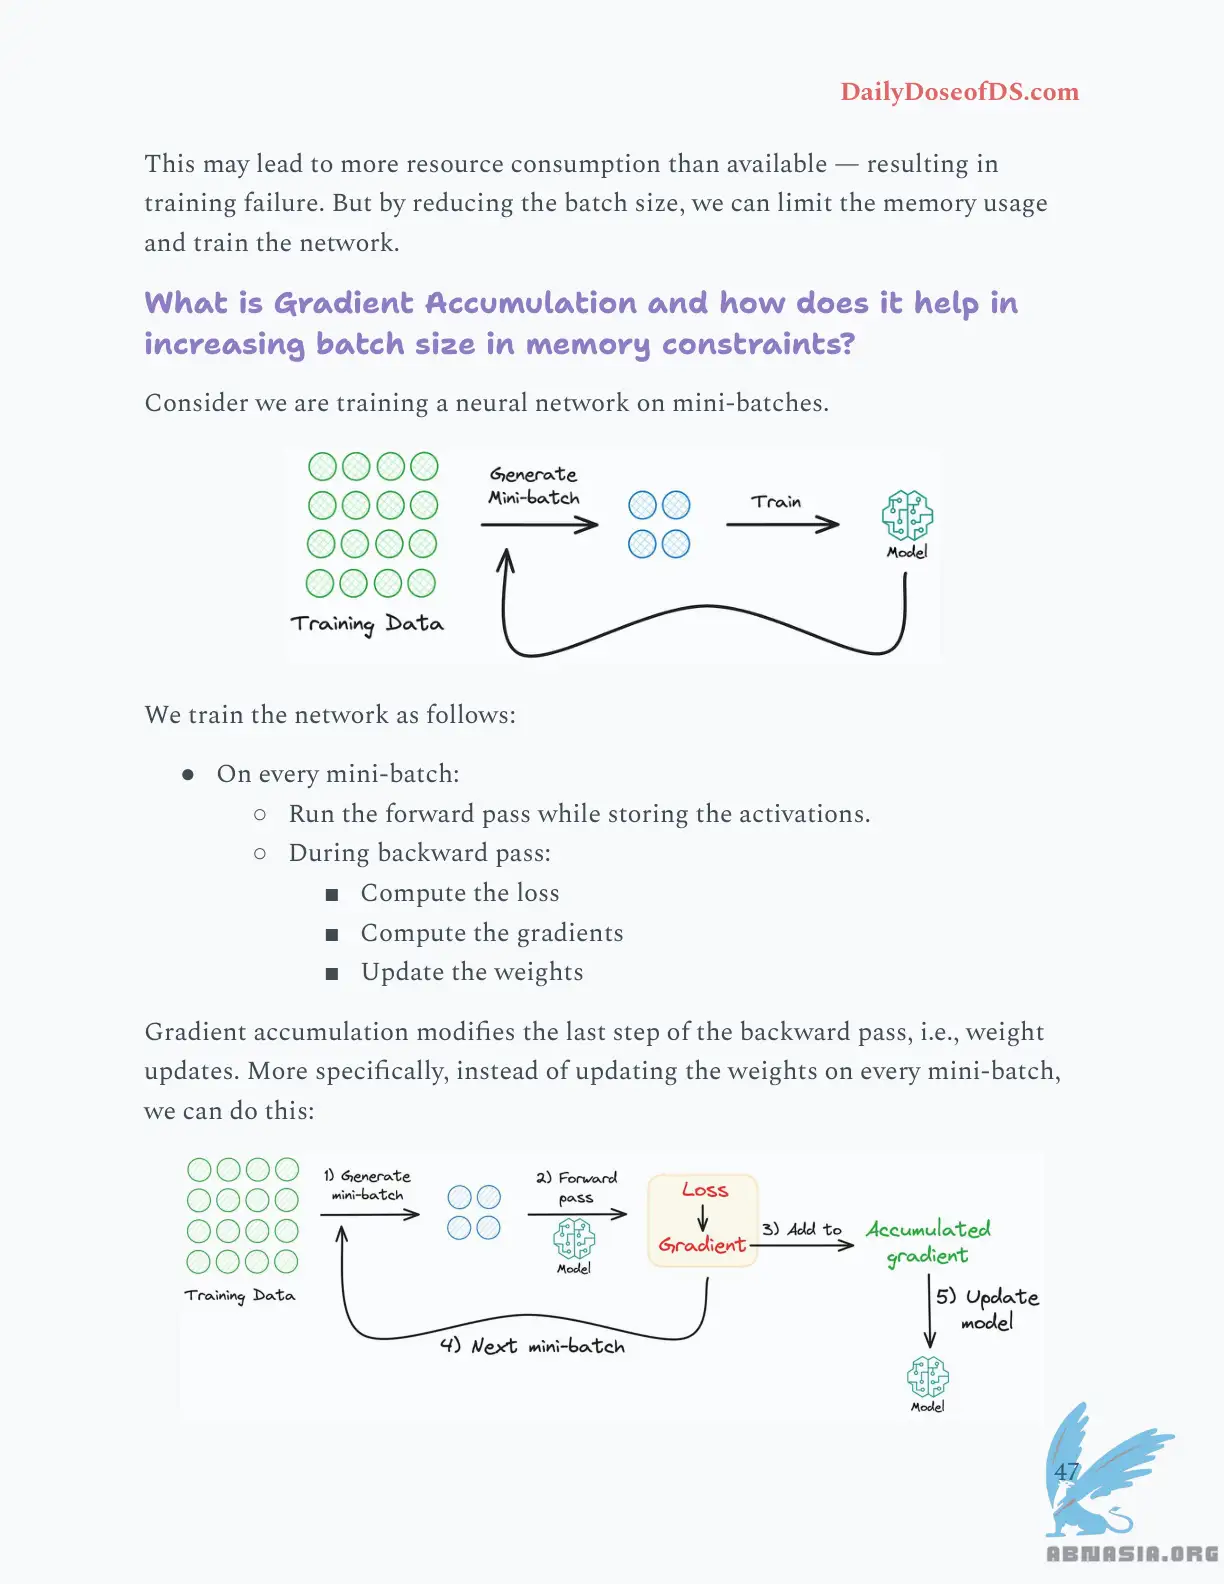 DailyDoseofDS.com
This may lead to more resource consumption than available — resulting in
training failure. But by reducing the batch size, we can limit the memory usage
and train the network.
What is Gradient Accumulation and how does it help in
increasing batch size in memory constraints?
Consider we are training a neural network on mini-batches.
Generate
Mini-batch
Train
Model
Training Data
We train the network as follows:
● On every mini-batch:
○ Run the forward pass while storing the activations.
○ During backward pass:
■ Compute the loss
■ Compute the gradients
■ Update the weights
Gradient accumulation modifies the last step of the backward pass, i.e., weight
updates. More specifically, instead of updating the weights on every mini-batch,
we can do this:
1) Generate
mini-batch
2) Forward
pass
Model
Loss
Gradient
3) Add to
Accumulated
gradient
Training Data
4) Next mini-batch
5) Update
model
Model
47
ABNASIA.ORG